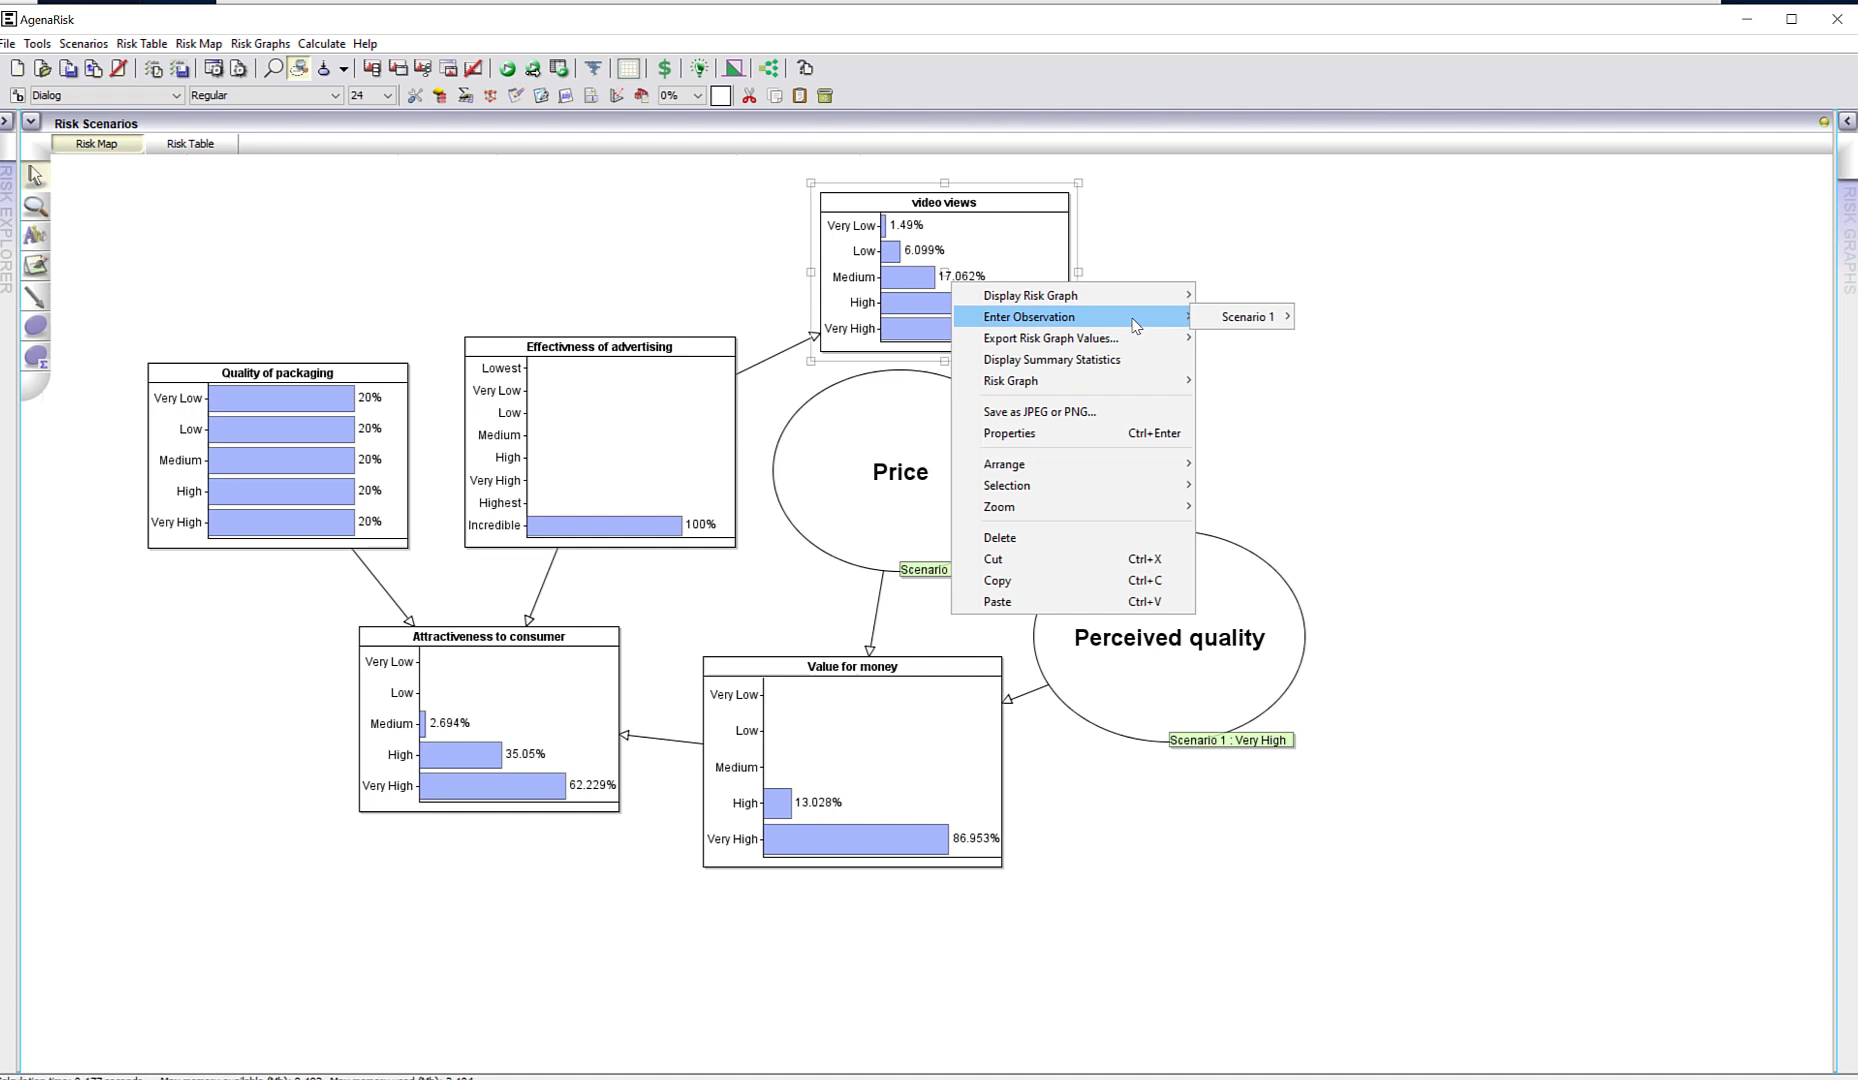 AgenaRisk
File Tools Scenarios Risk Table Risk Map Risk Graphs Calculate Help
Dialog Regular 24 0%
Risk Scenarios
Risk Map Risk Table
RISK EXPLORER
RISK GRAPHS
video views
Very Low 1.49%
Low 6.099%
Medium 17.062%
High
Very High
Display Risk Graph
Enter Observation
Scenario 1
Export Risk Graph Values...
Display Summary Statistics
Risk Graph
Save as JPEG or PNG...
Properties Ctrl+Enter
Arrange
Selection
Zoom
Delete
Cut Ctrl+X
Copy Ctrl+C
Paste Ctrl+V
Effectivness of advertising
Lowest
Very Low
Low
Medium
High
Very High
Highest
Incredible 100%
Quality of packaging
Very Low 20%
Low 20%
Medium 20%
High 20%
Very High 20%
Price
Scenario
Perceived quality
Scenario 1 : Very High
Attractiveness to consumer
Very Low
Low
Medium 2.694%
High 35.05%
Very High 62.229%
Value for money
Very Low
Low
Medium
High 13.028%
Very High 86.953%